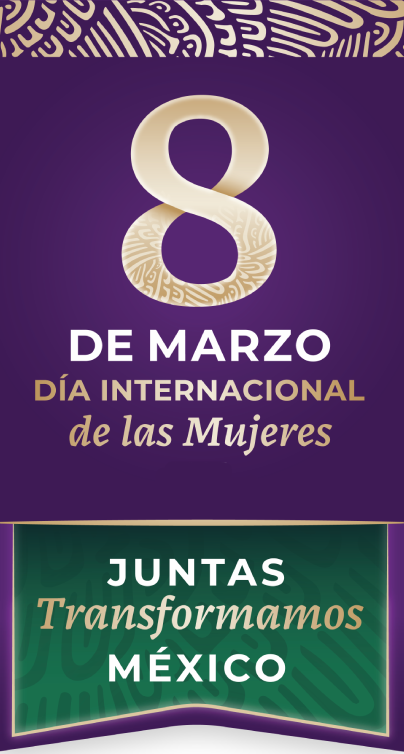 8
DE MARZO
DÍA INTERNACIONAL
de las Mujeres
JUNTAS
Transformamos
MÉXICO